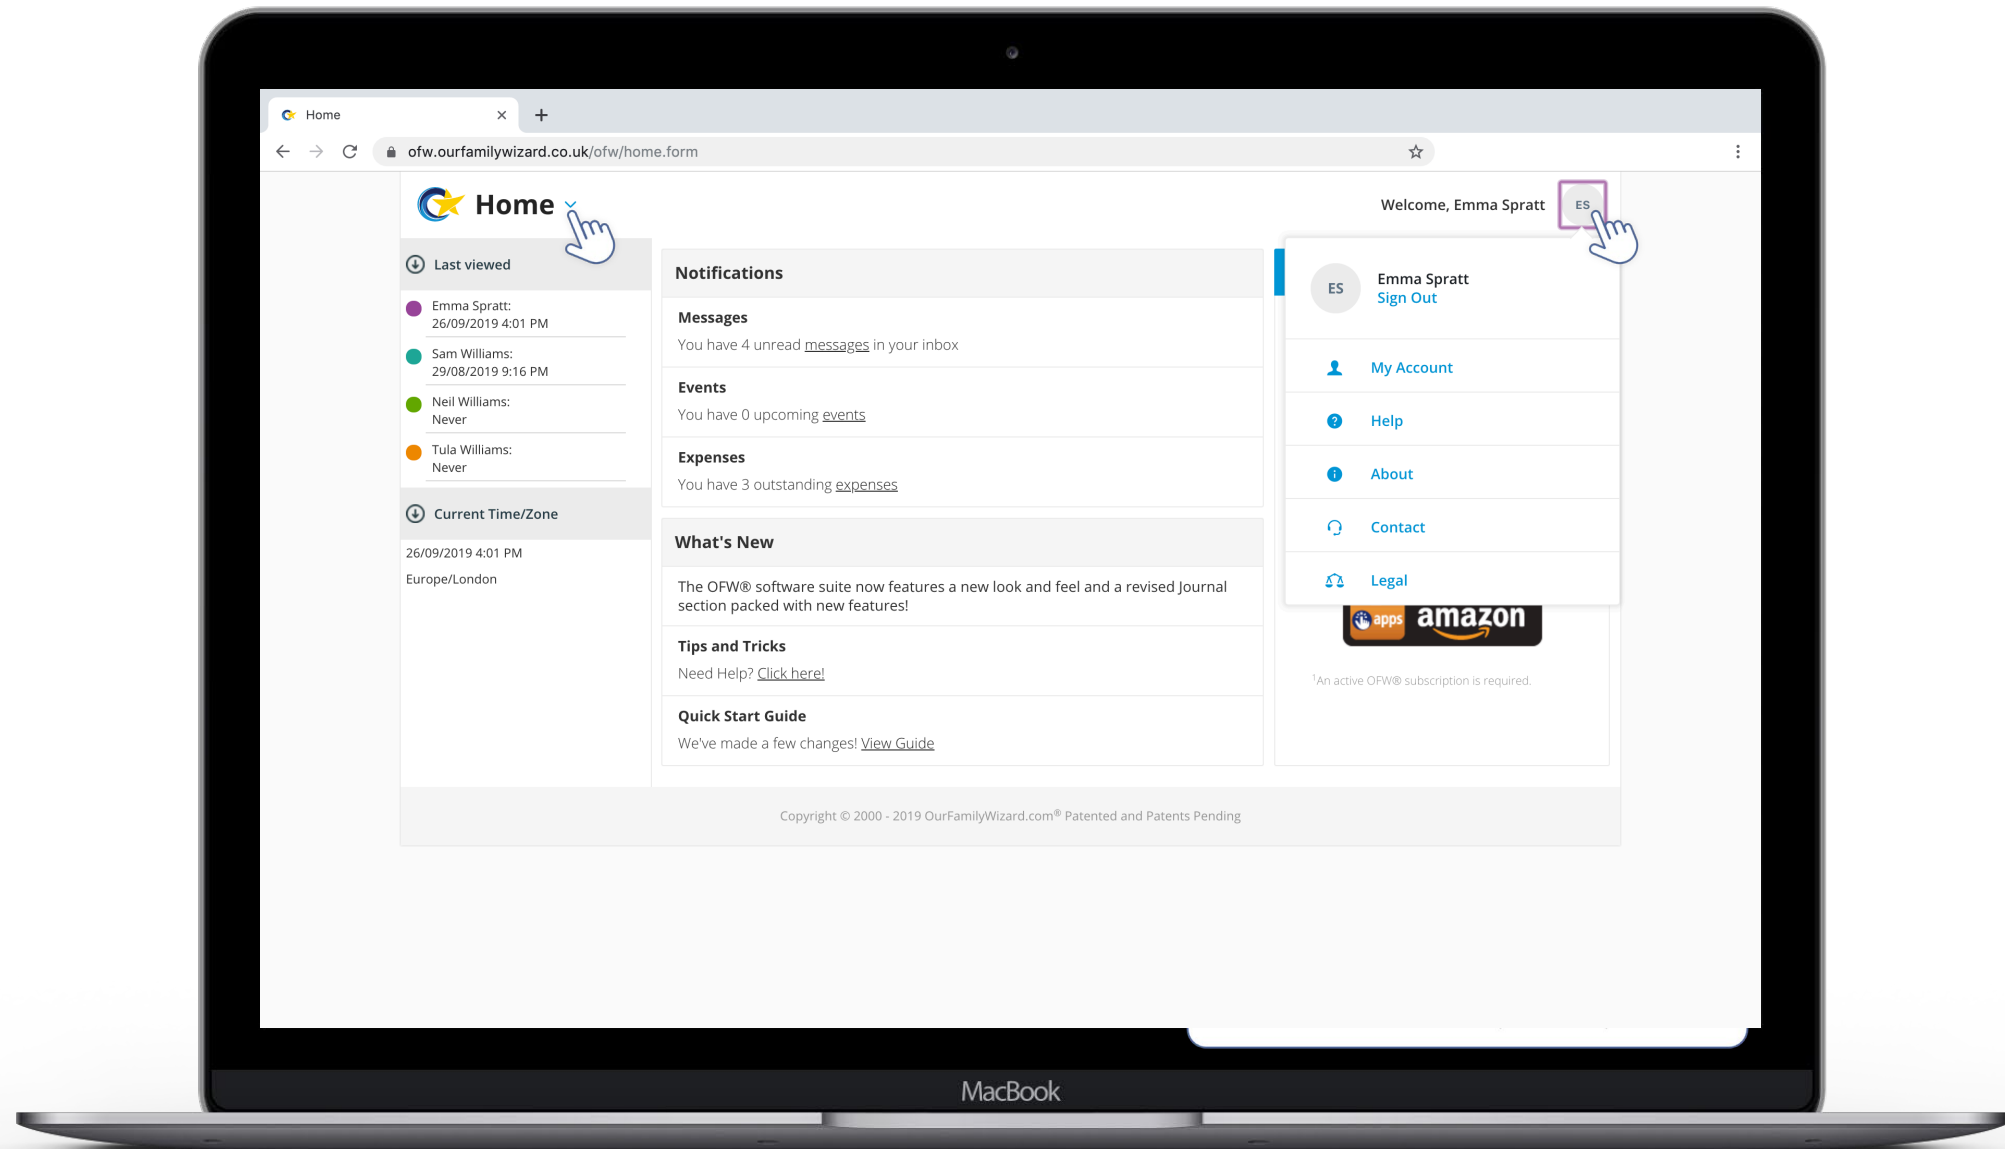 Home
ofw.ourfamilywizard.co.uk/ofw/home.form
Home
Welcome, Emma Spratt
ES
Last viewed
Emma Spratt:
26/09/2019 4:01 PM
Sam Williams:
29/08/2019 9:16 PM
Neil Williams:
Never
Tula Williams:
Never
Current Time/Zone
26/09/2019 4:01 PM
Europe/London
Notifications
Messages
You have 4 unread messages in your inbox
Events
You have 0 upcoming events
Expenses
You have 3 outstanding expenses
What's New
The OFW® software suite now features a new look and feel and a revised Journal
section packed with new features!
Tips and Tricks
Need Help? Click here!
Quick Start Guide
We've made a few changes! View Guide
ES
Emma Spratt
Sign Out
My Account
Help
About
Contact
Legal
apps amazon
¹An active OFW® subscription is required.
Copyright © 2000 - 2019 OurFamilyWizard.com® Patented and Patents Pending
MacBook